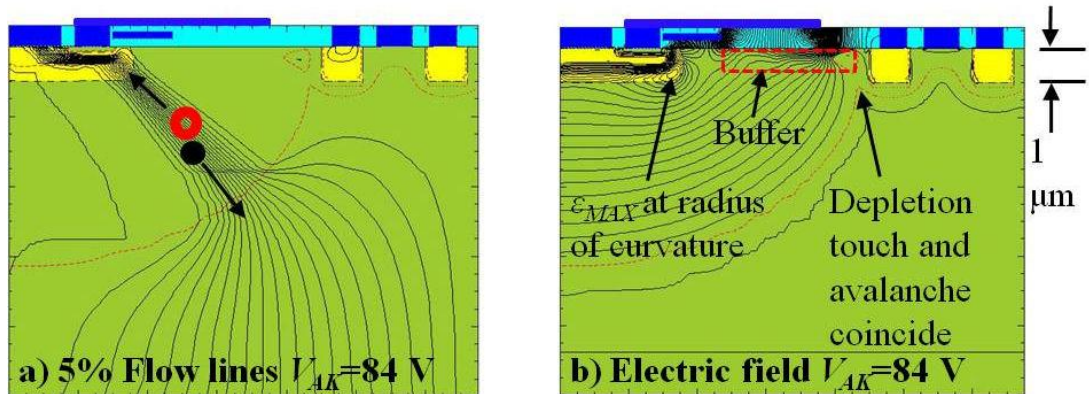 a) 5% Flow lines V_AK=84 V
Buffer
ε_MAX at radius
of curvature
Depletion
touch and
avalanche
coincide
1
μm
b) Electric field V_AK=84 V